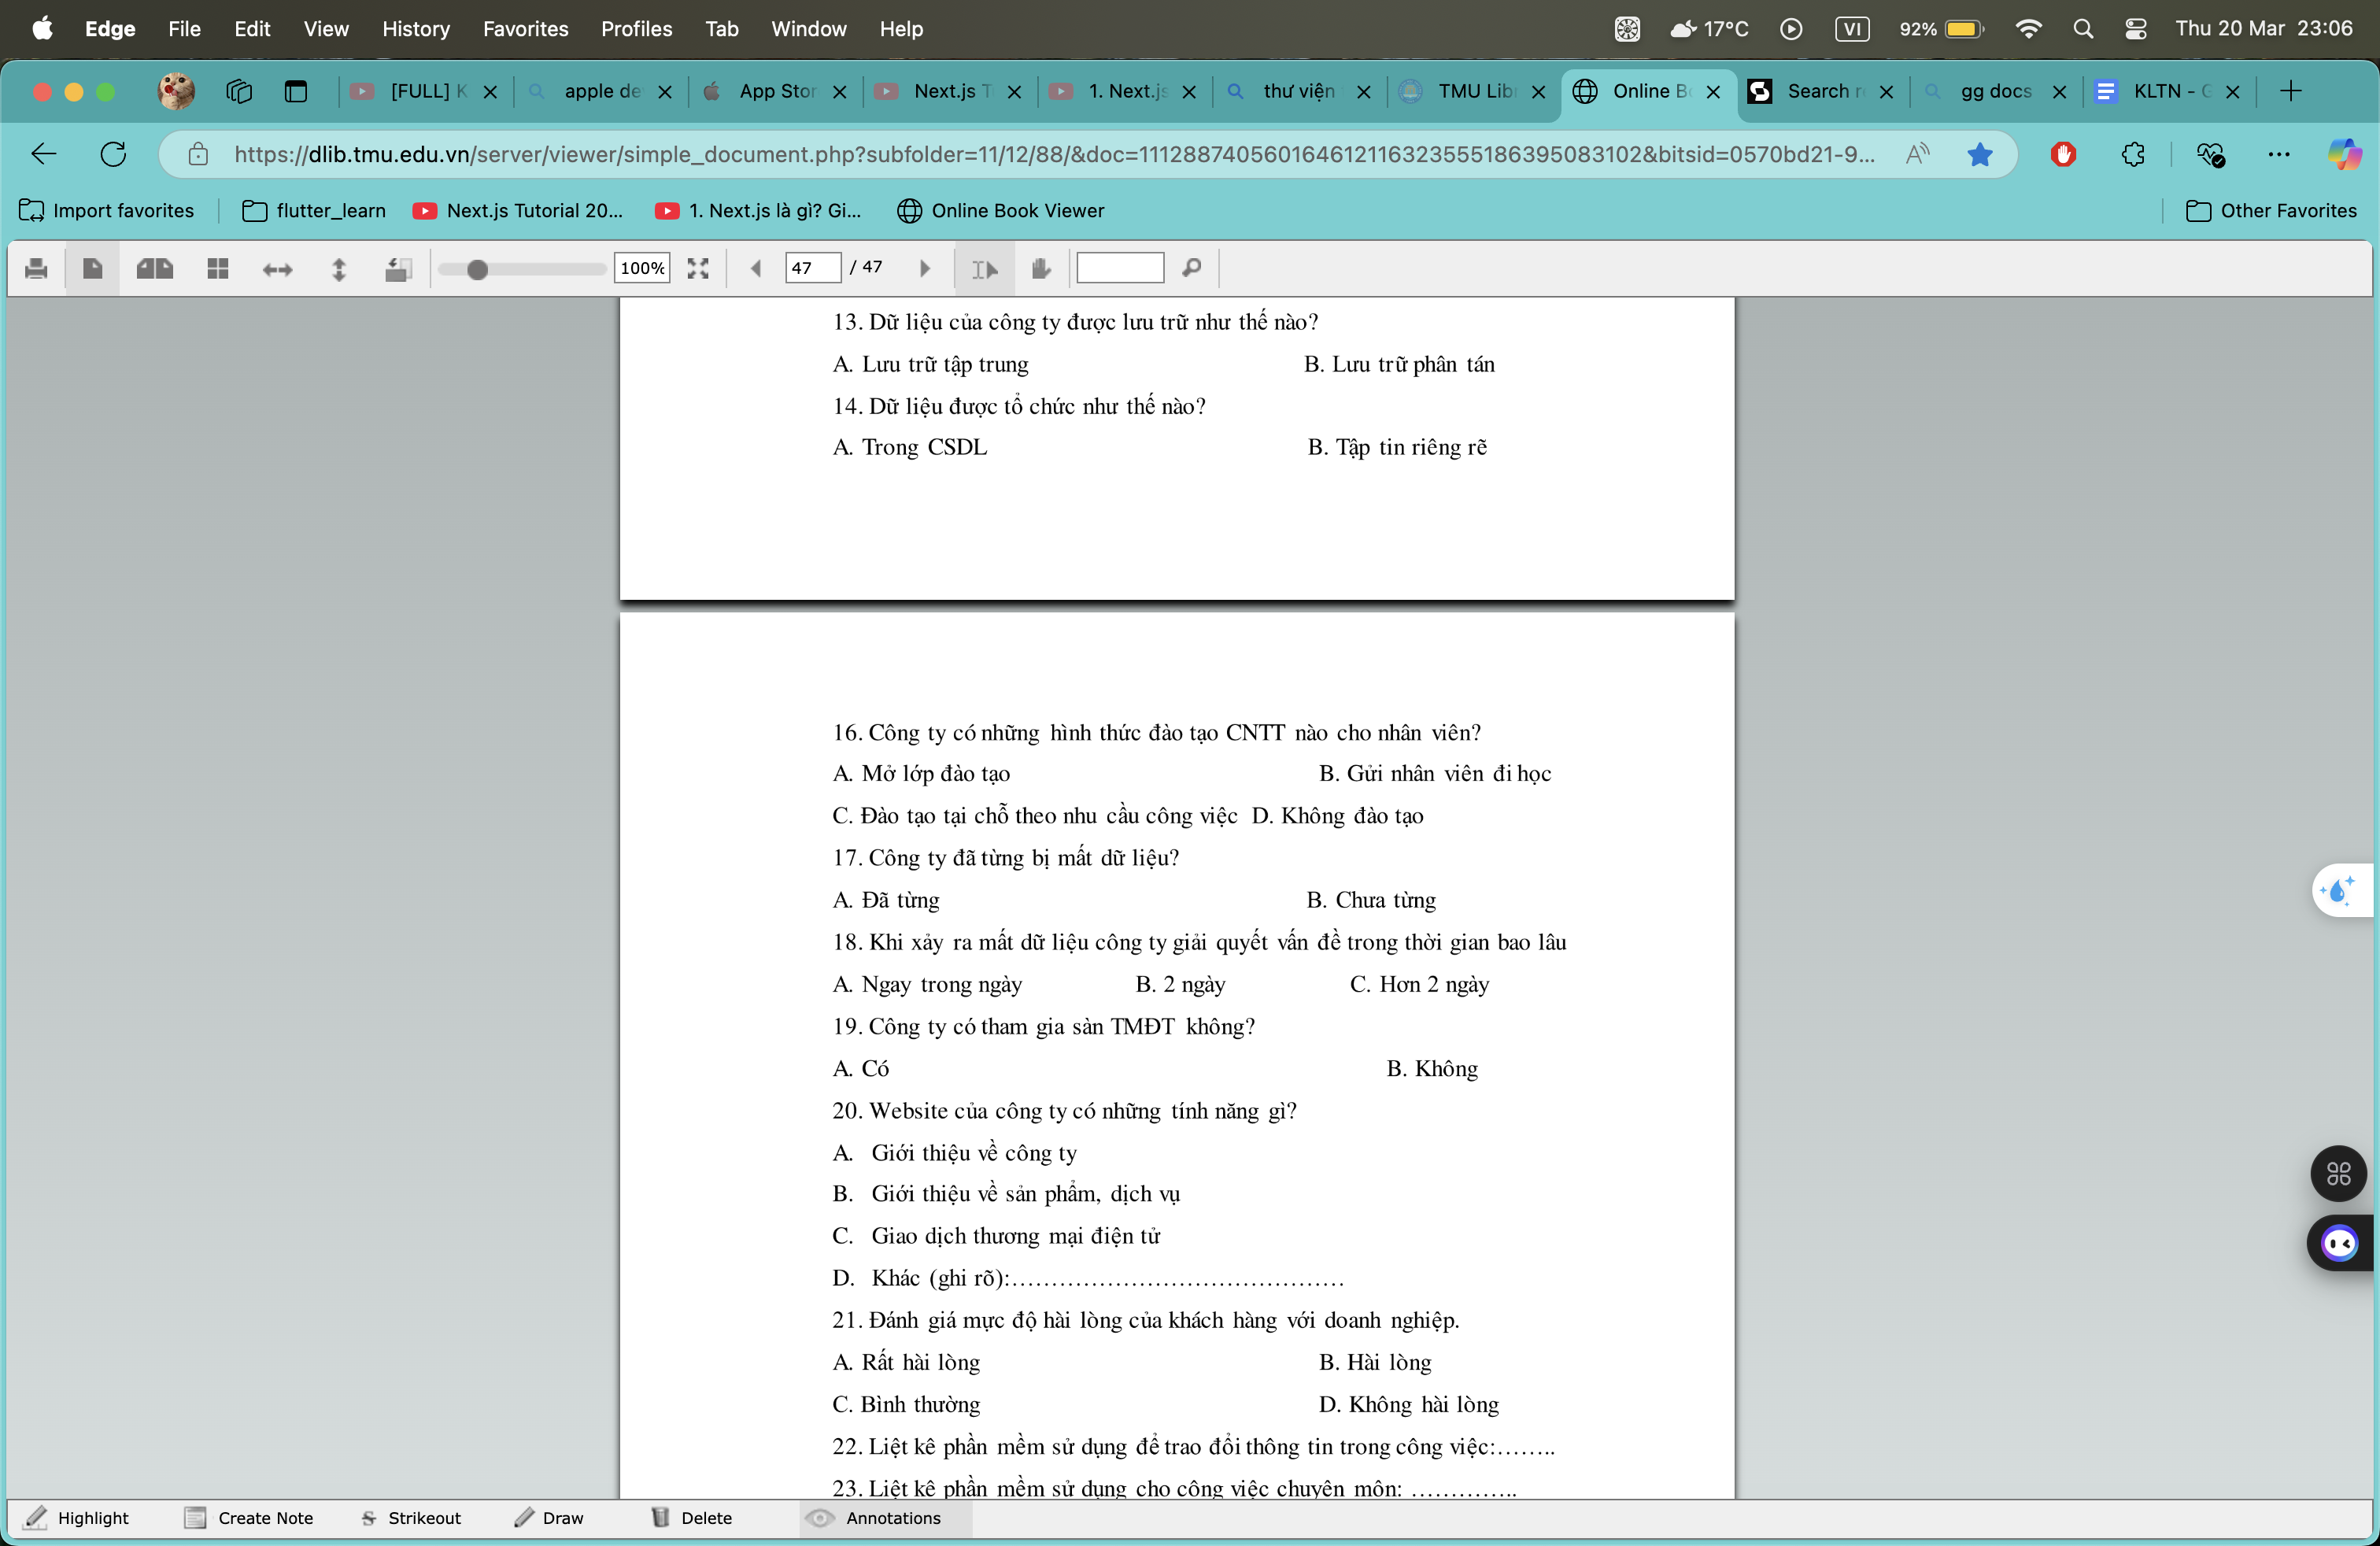 Edge File Edit View History Favorites Profiles Tab Window Help 17°C VI 92% Thu 20 Mar 23:06
[FULL] K apple de App Stor Next.js T 1. Next.js thư viện TMU Lib Online Bo Search r gg docs KLTN - G
https://dlib.tmu.edu.vn/server/viewer/simple_document.php?subfolder=11/12/88/&doc=111288740560164612116323555186395083102&bitsid=0570bd21-9...
Import favorites flutter_learn Next.js Tutorial 20... 1. Next.js là gì? Gi... Online Book Viewer Other Favorites
100% 47 / 47
13. Dữ liệu của công ty được lưu trữ như thế nào?
A. Lưu trữ tập trung B. Lưu trữ phân tán
14. Dữ liệu được tổ chức như thế nào?
A. Trong CSDL B. Tập tin riêng rẽ
16. Công ty có những hình thức đào tạo CNTT nào cho nhân viên?
A. Mở lớp đào tạo B. Gửi nhân viên đi học
C. Đào tạo tại chỗ theo nhu cầu công việc D. Không đào tạo
17. Công ty đã từng bị mất dữ liệu?
A. Đã từng B. Chưa từng
18. Khi xảy ra mất dữ liệu công ty giải quyết vấn đề trong thời gian bao lâu
A. Ngay trong ngày B. 2 ngày C. Hơn 2 ngày
19. Công ty có tham gia sàn TMĐT không?
A. Có B. Không
20. Website của công ty có những tính năng gì?
A. Giới thiệu về công ty
B. Giới thiệu về sản phẩm, dịch vụ
C. Giao dịch thương mại điện tử
D. Khác (ghi rõ):……………………………………
21. Đánh giá mực độ hài lòng của khách hàng với doanh nghiệp.
A. Rất hài lòng B. Hài lòng
C. Bình thường D. Không hài lòng
22. Liệt kê phần mềm sử dụng để trao đổi thông tin trong công việc:……..
23. Liệt kê phần mềm sử dụng cho công việc chuyên môn: …………..
Highlight Create Note Strikeout Draw Delete Annotations